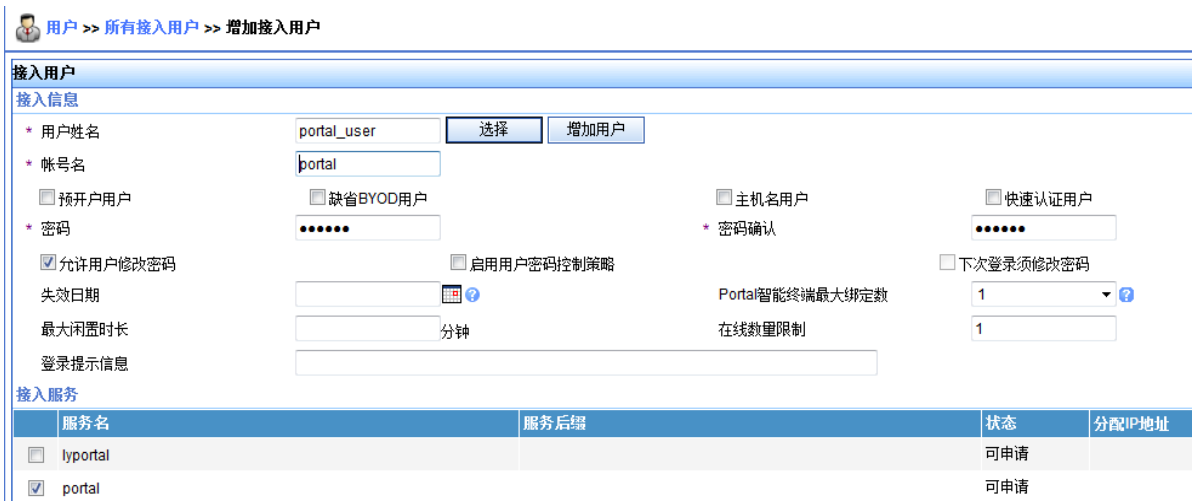 用户 >> 所有接入用户 >> 增加接入用户
接入用户
接入信息
* 用户姓名 portal_user 选择 增加用户
* 帐号名 portal
预开户用户 缺省BYOD用户 主机名用户 快速认证用户
* 密码 •••••• * 密码确认 ••••••
允许用户修改密码 启用用户密码控制策略 下次登录须修改密码
失效日期 Portal智能终端最大绑定数 1
最大闲置时长 分钟 在线数量限制 1
登录提示信息
接入服务
服务名 服务后缀 状态 分配IP地址
lyportal 可申请
portal 可申请